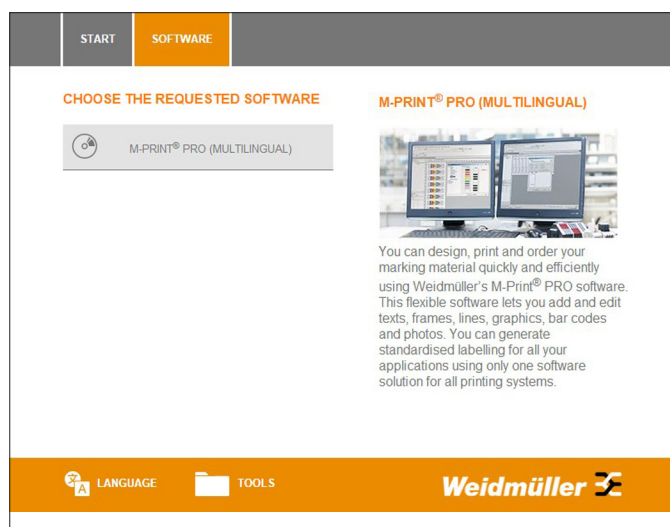 START
SOFTWARE
CHOOSE THE REQUESTED SOFTWARE
M-PRINT® PRO (MULTILINGUAL)
M-PRINT® PRO (MULTILINGUAL)
You can design, print and order your
marking material quickly and efficiently
using Weidmüller's M-Print® PRO software.
This flexible software lets you add and edit
texts, frames, lines, graphics, bar codes
and photos. You can generate
standardised labelling for all your
applications using only one software
solution for all printing systems.
LANGUAGE
TOOLS
Weidmüller